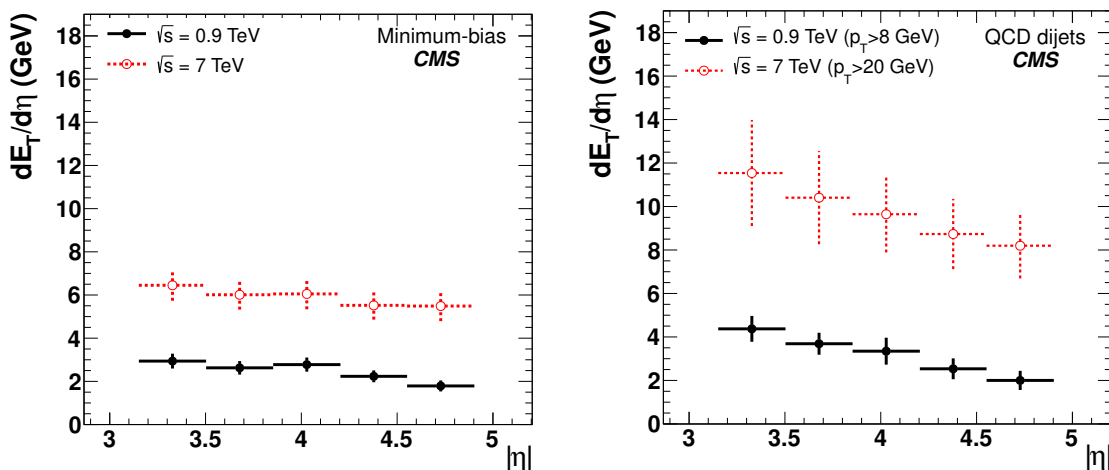 √s = 0.9 TeV Minimum-bias
√s = 7 TeV CMS
dE_T/dη (GeV)
18
16
14
12
10
8
6
4
2
0
3 3.5 4 4.5 5
|η|
√s = 0.9 TeV (p_T>8 GeV) QCD dijets
√s = 7 TeV (p_T>20 GeV) CMS
dE_T/dη (GeV)
18
16
14
12
10
8
6
4
2
0
3 3.5 4 4.5 5
|η|